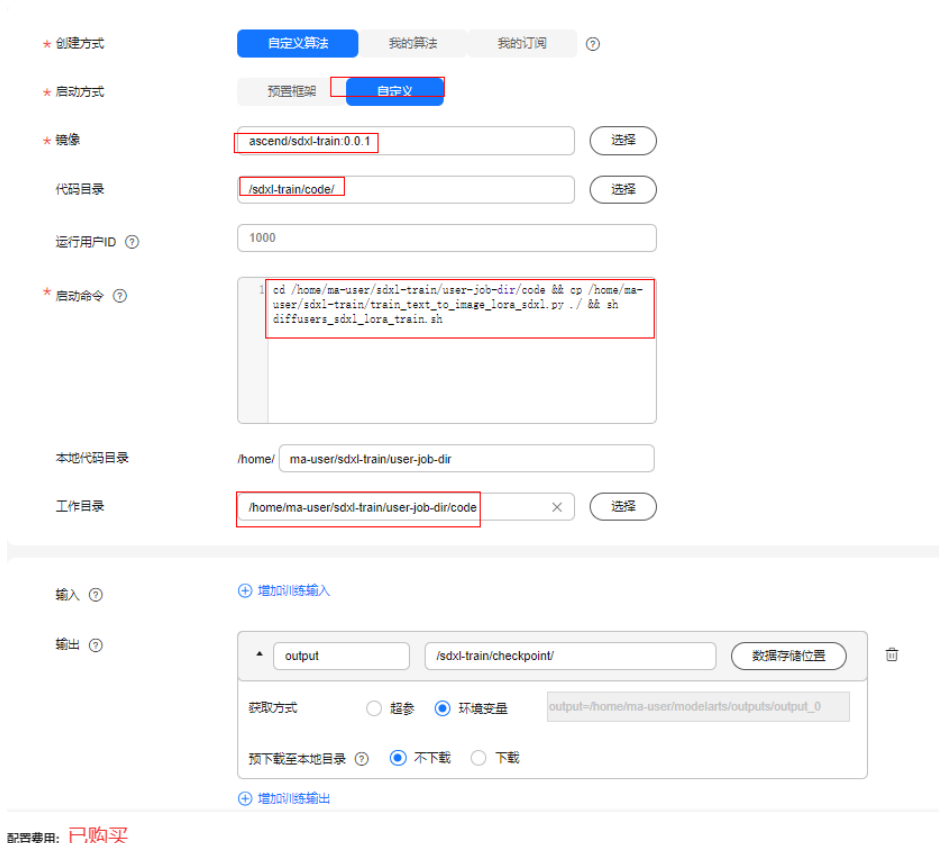 * 创建方式 自定义算法 我的算法 我的订阅 ?
* 启动方式 预置框架 自定义
* 镜像 ascend/sdxl-train:0.0.1 选择
代码目录 /sdxl-train/code/ 选择
运行用户ID ? 1000
* 启动命令 ? 1 cd /home/ma-user/sdxl-train/user-job-dir/code && cp /home/ma-
user/sdxl-train/train_text_to_image_lora_sdxl.py ./ && sh
diffusers_sdxl_lora_train.sh
本地代码目录 /home/ ma-user/sdxl-train/user-job-dir
工作目录 /home/ma-user/sdxl-train/user-job-dir/code × 选择
输入 ? 增加训练输入
输出 ? output /sdxl-train/checkpoint/ 数据存储位置
获取方式 超参 环境变量 output=/home/ma-user/modelarts/outputs/output_0
预下载至本地目录 ? 不下载 下载
增加训练输出
配置费用: 已购买